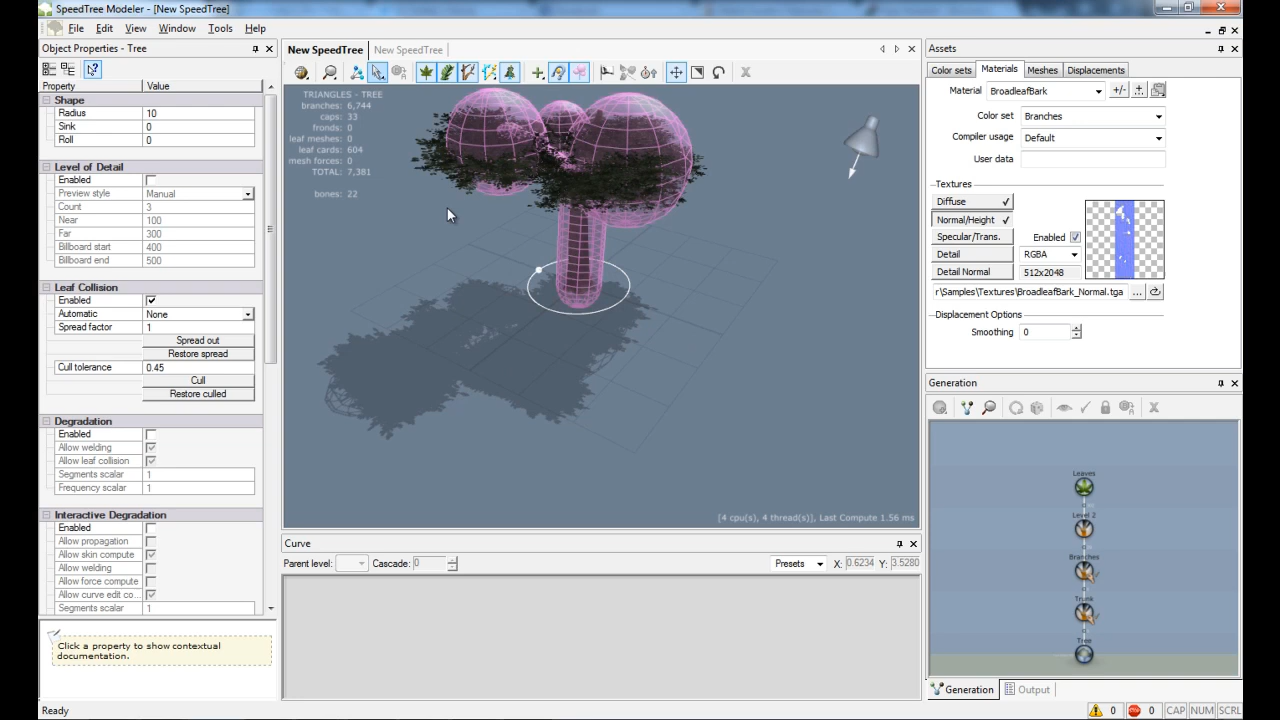 SpeedTree Modeler - [New SpeedTree]
File Edit View Window Tools Help
Object Properties - Tree
Property Value
Shape
Radius 10
Sink 0
Roll 0
Level of Detail
Enabled
Preview style Manual
Count 3
Near 100
Far 300
Billboard start 400
Billboard end 500
Leaf Collision
Enabled
Automatic None
Spread factor 1
Spread out
Restore spread
Cull tolerance 0.45
Cull
Restore culled
Degradation
Enabled
Allow welding
Allow leaf collision
Segments scalar 1
Frequency scalar 1
Interactive Degradation
Enabled
Allow propagation
Allow skin compute
Allow welding
Allow force compute
Allow curve edit co...
Segments scalar 1
Click a property to show contextual
documentation.
New SpeedTree New SpeedTree
TRIANGLES - TREE
branches: 6,744
caps: 33
fronds: 0
leaf meshes: 0
leaf cards: 604
mesh forces: 0
TOTAL: 7,381
bones: 22
[4 cpu(s), 4 thread(s)], Last Compute 1.56 ms
Curve
Parent level: Cascade: 0 Presets X: 0.6234 Y: 3.5280
Assets
Color sets Materials Meshes Displacements
Material BroadleafBark +/-
Color set Branches
Compiler usage Default
User data
Textures
Diffuse
Normal/Height
Specular/Trans. Enabled
Detail RGBA
Detail Normal 512x2048
r\Samples\Textures\BroadleafBark_Normal.tga ...
Displacement Options
Smoothing 0
Generation
Leaves
Level 2
Branches
Trunk
Tree
Generation Output
Ready 0 0 CAP NUM SCRL